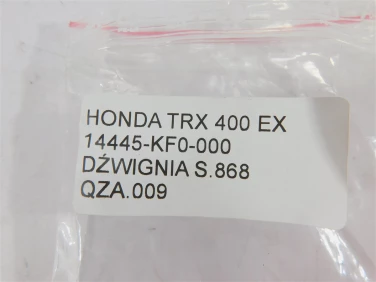 HONDA TRX 400 EX
14445-KF0-000
DŹWIGNIA S.868
QZA.009